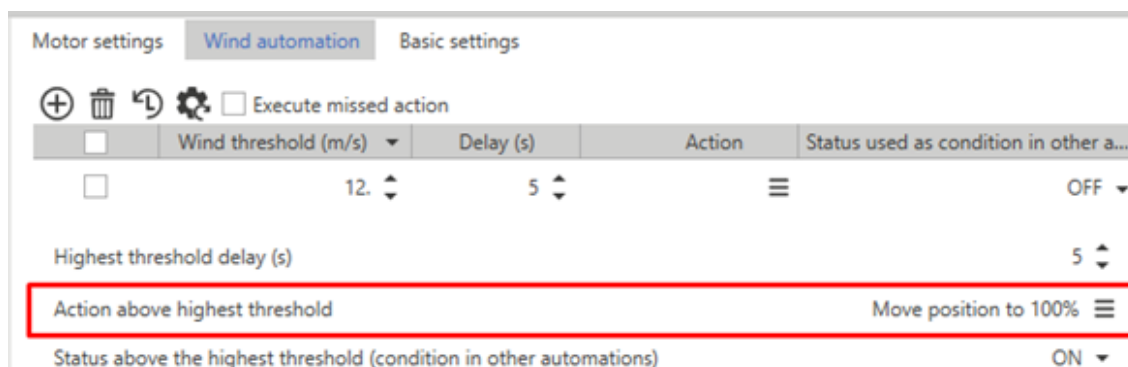 Motor settings Wind automation Basic settings
Execute missed action
Wind threshold (m/s) Delay (s) Action Status used as condition in other a...
12. 5 OFF
Highest threshold delay (s) 5
Action above highest threshold Move position to 100%
Status above the highest threshold (condition in other automations) ON